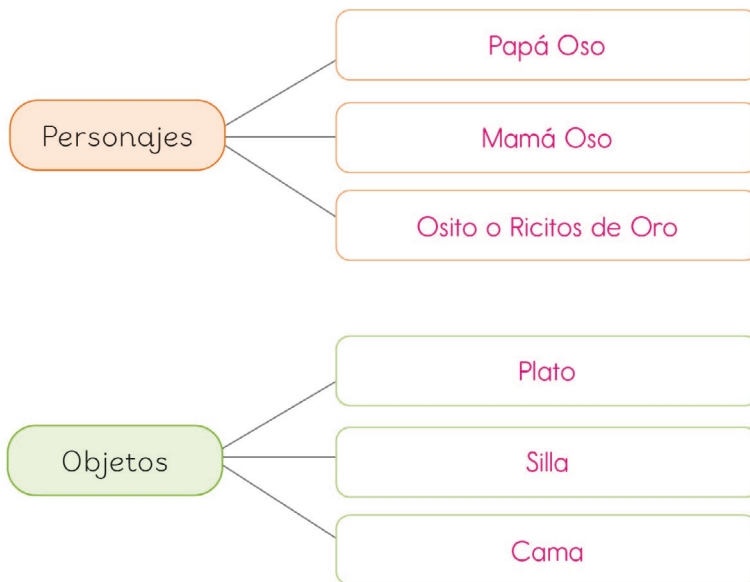 Personajes
Papá Oso
Mamá Oso
Osito o Ricitos de Oro
Objetos
Plato
Silla
Cama